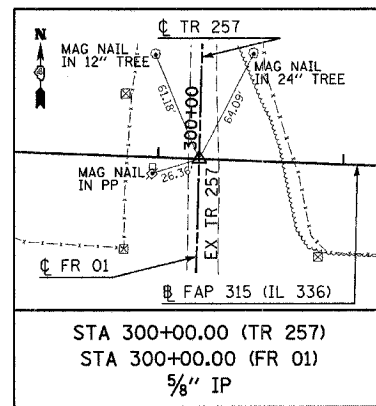 ℄ TR 257
N
MAG NAIL
IN 12" TREE
MAG NAIL
IN 24" TREE
61.18'
300+00
64.09'
MAG NAIL
IN PP
26.36'
EX TR 257
℄ FR 01
⅊ FAP 315 (IL 336)
STA 300+00.00 (TR 257)
STA 300+00.00 (FR 01)
⅝" IP